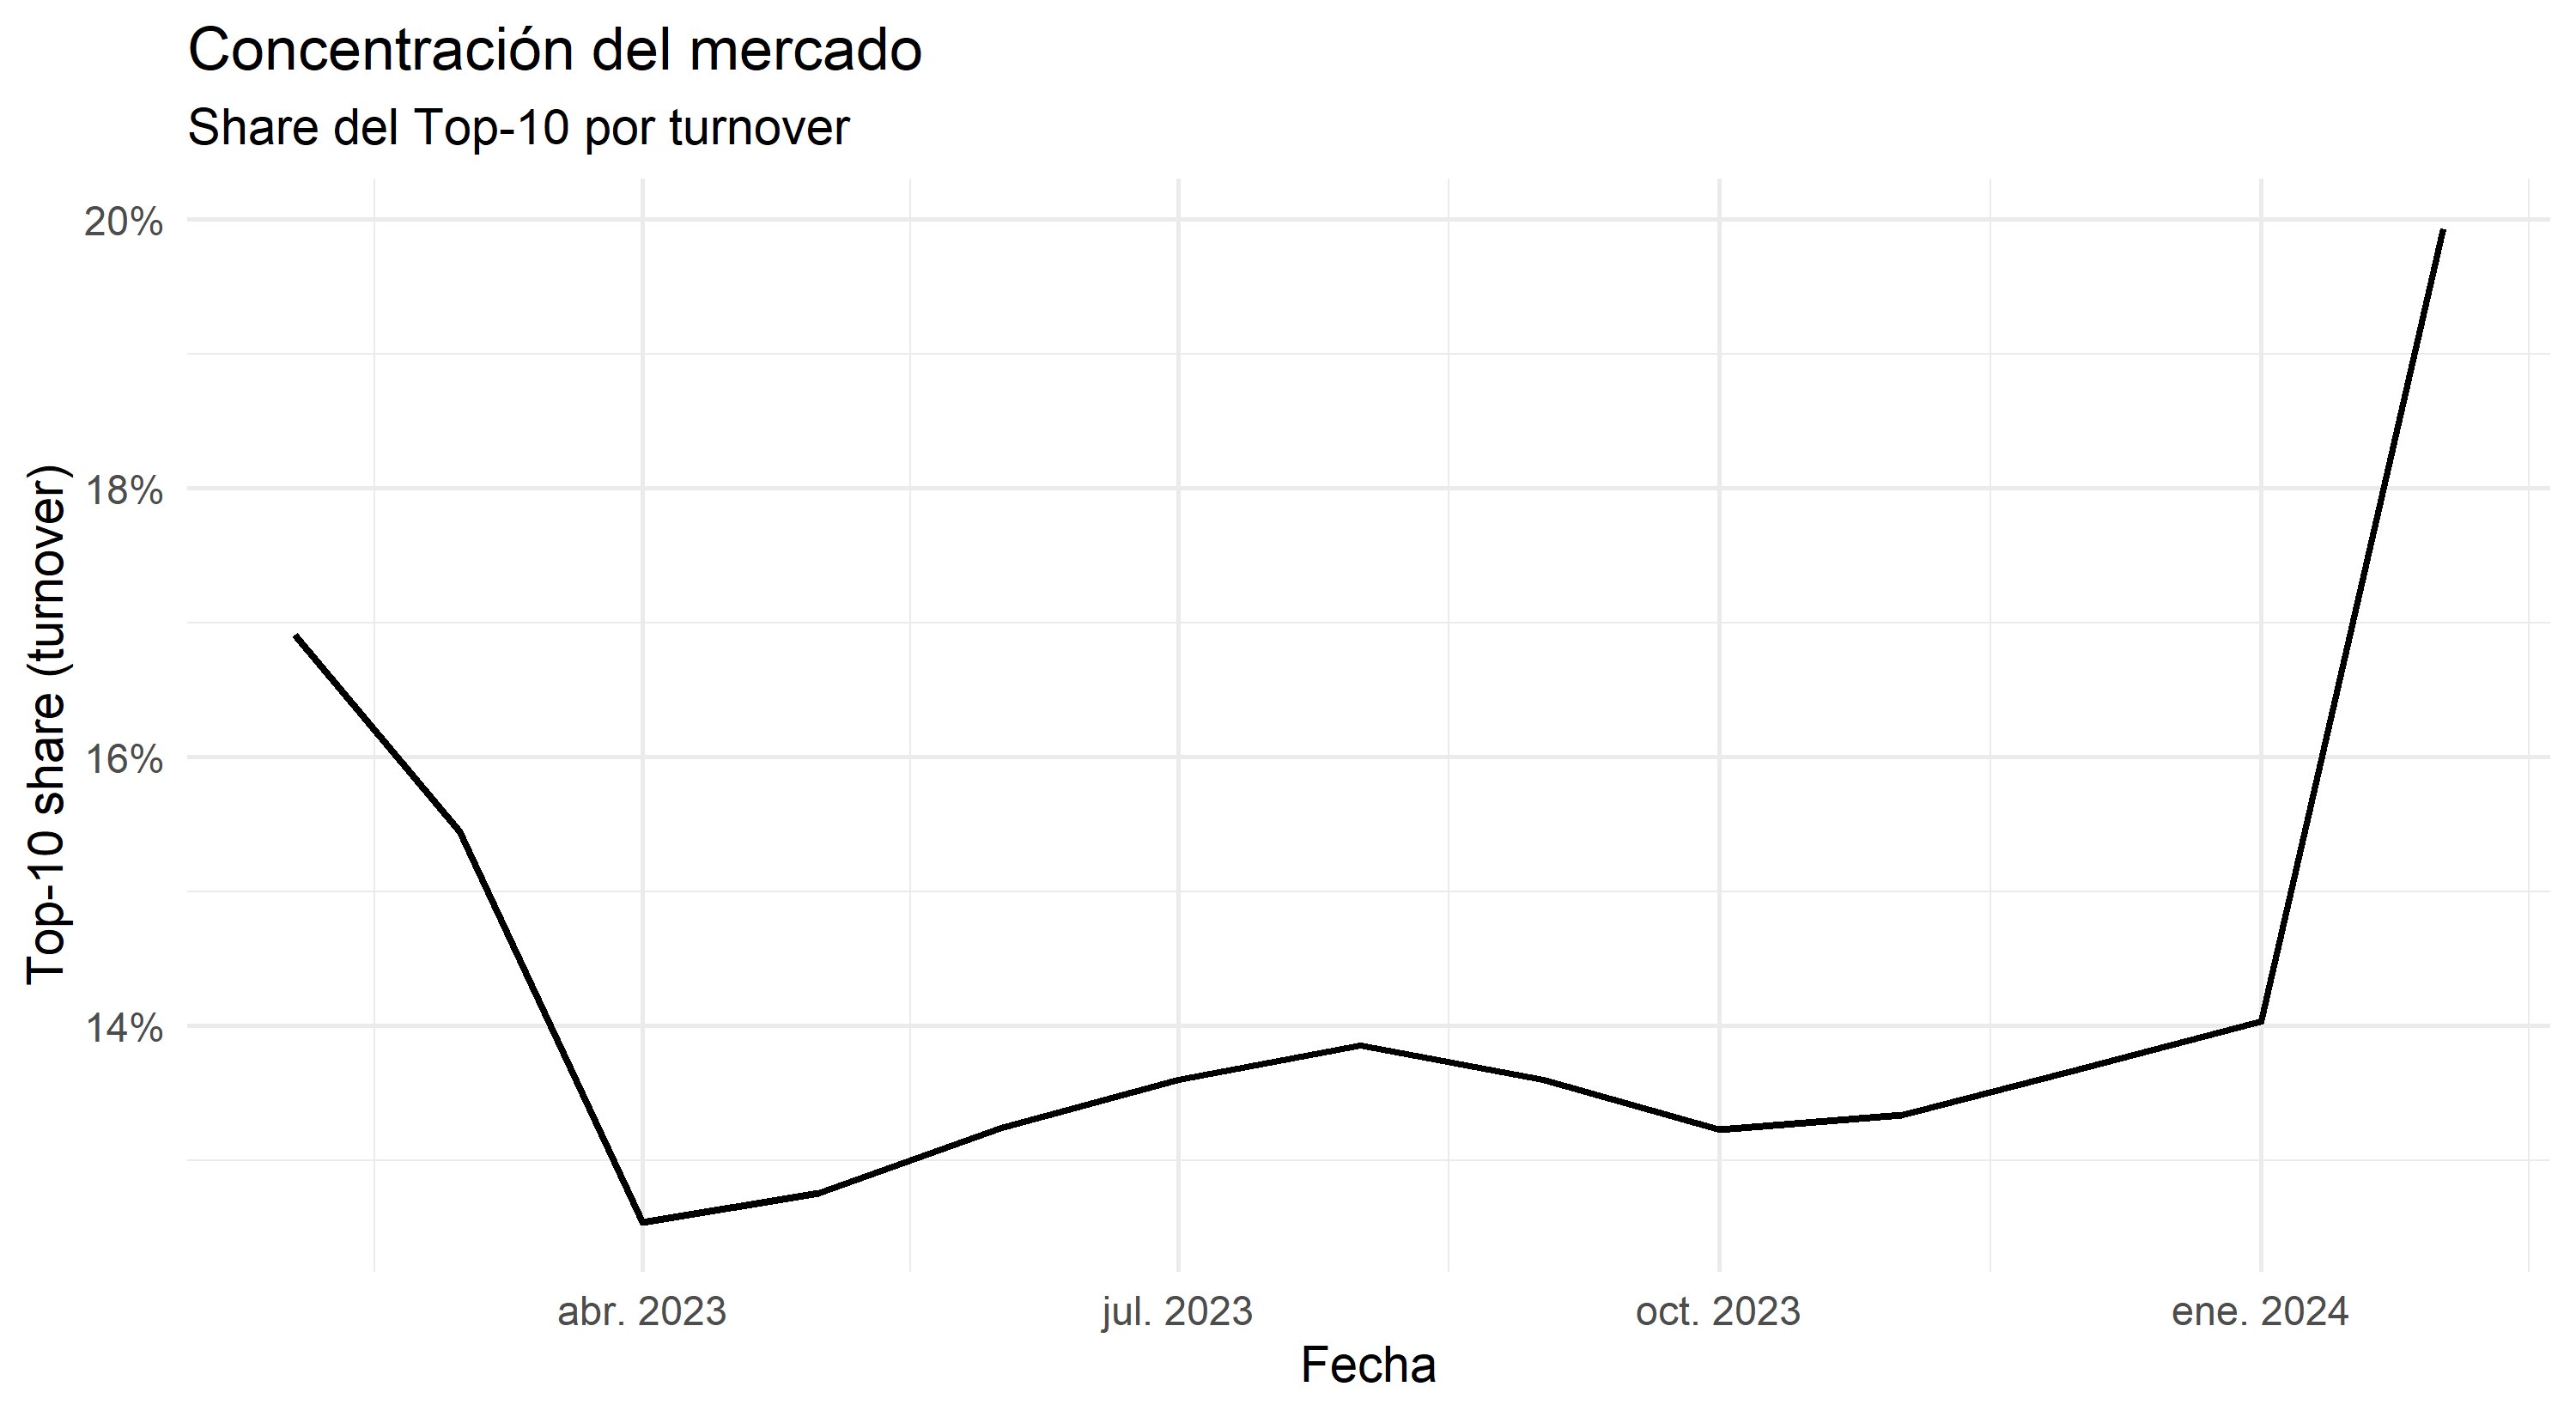 Concentración del mercado
Share del Top-10 por turnover
Top-10 share (turnover)
20%
18%
16%
14%
abr. 2023
jul. 2023
oct. 2023
ene. 2024
Fecha